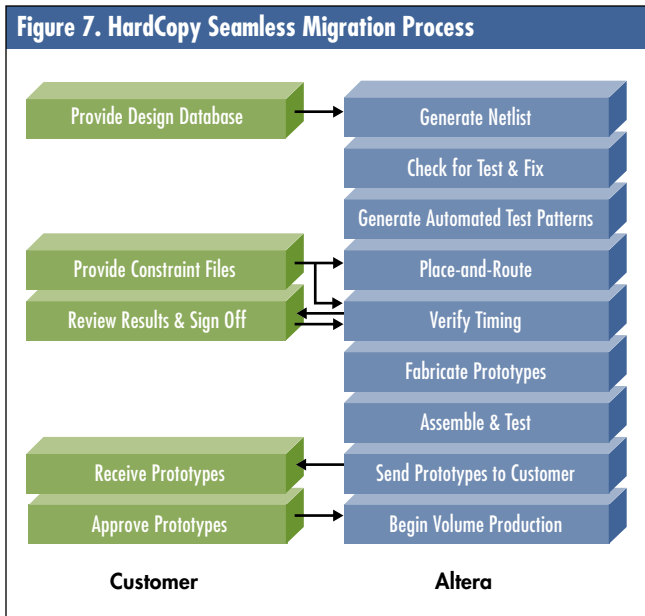 Figure 7. HardCopy Seamless Migration Process
Provide Design Database
Generate Netlist
Check for Test & Fix
Generate Automated Test Patterns
Provide Constraint Files
Place-and-Route
Review Results & Sign Off
Verify Timing
Fabricate Prototypes
Assemble & Test
Receive Prototypes
Send Prototypes to Customer
Approve Prototypes
Begin Volume Production
Customer
Altera